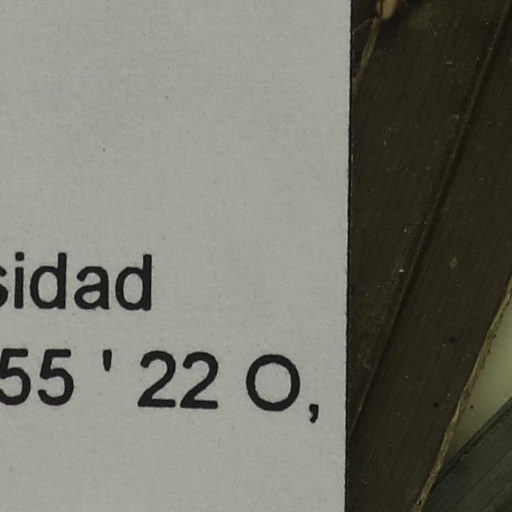 sidad
55 ' 22 O,